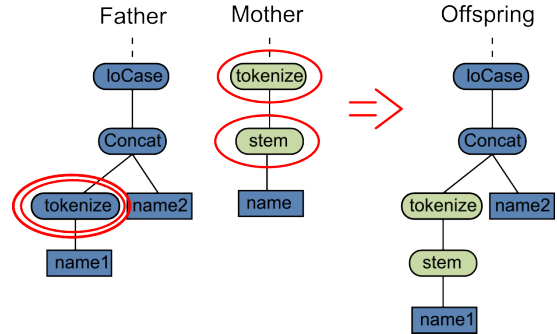 Father
Mother
Offspring
loCase
Concat
tokenize
name2
name1
tokenize
stem
name
loCase
Concat
tokenize
name2
stem
name1